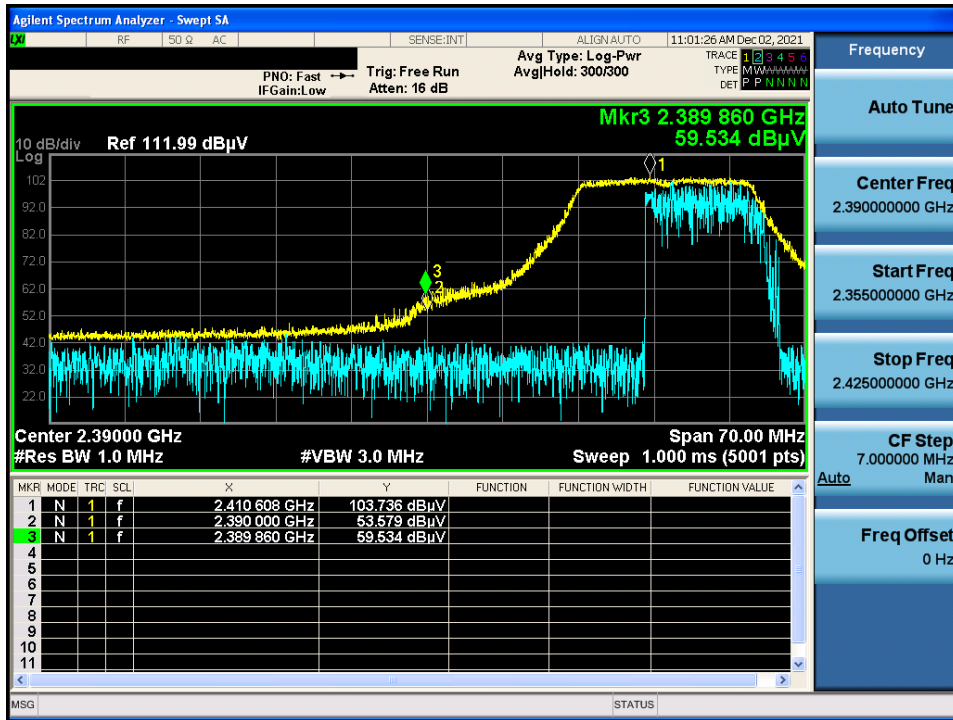 Agilent Spectrum Analyzer - Swept SA
LXI RF 50 Ω AC SENSE:INT ALIGN AUTO 11:01:26 AM Dec 02, 2021
PNO: Fast
IFGain:Low
Trig: Free Run
Atten: 16 dB
Avg Type: Log-Pwr
Avg|Hold: 300/300
TRACE 1 2 3 4 5 6
TYPE M W
DET P P N N N N
Mkr3 2.389 860 GHz
59.534 dBµV
10 dB/div Ref 111.99 dBµV
Log
102
92.0
82.0
72.0
62.0
52.0
42.0
32.0
22.0
1
3
2
Center 2.39000 GHz Span 70.00 MHz
#Res BW 1.0 MHz #VBW 3.0 MHz Sweep 1.000 ms (5001 pts)
MKR MODE TRC SCL X Y FUNCTION FUNCTION WIDTH FUNCTION VALUE
1 N 1 f 2.410 608 GHz 103.736 dBµV
2 N 1 f 2.390 000 GHz 53.579 dBµV
3 N 1 f 2.389 860 GHz 59.534 dBµV
4
5
6
7
8
9
10
11
MSG STATUS
Frequency
Auto Tune
Center Freq
2.390000000 GHz
Start Freq
2.355000000 GHz
Stop Freq
2.425000000 GHz
CF Step
7.000000 MHz
Auto Man
Freq Offset
0 Hz